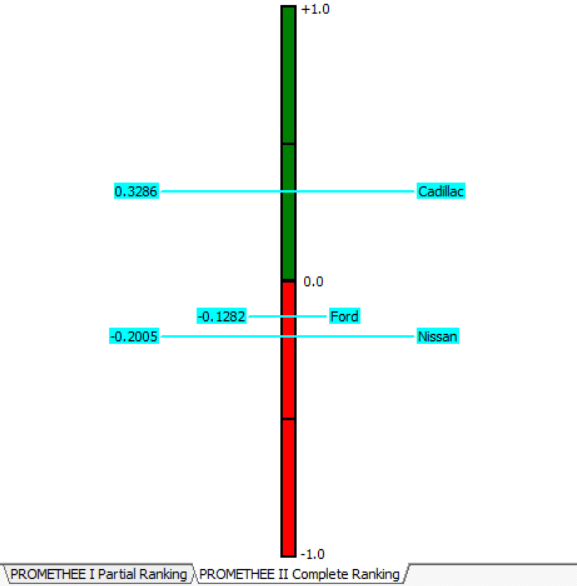 +1.0
0.3286 Cadillac
0.0
-0.1282 Ford
-0.2005 Nissan
-1.0
PROMETHEE I Partial Ranking PROMETHEE II Complete Ranking